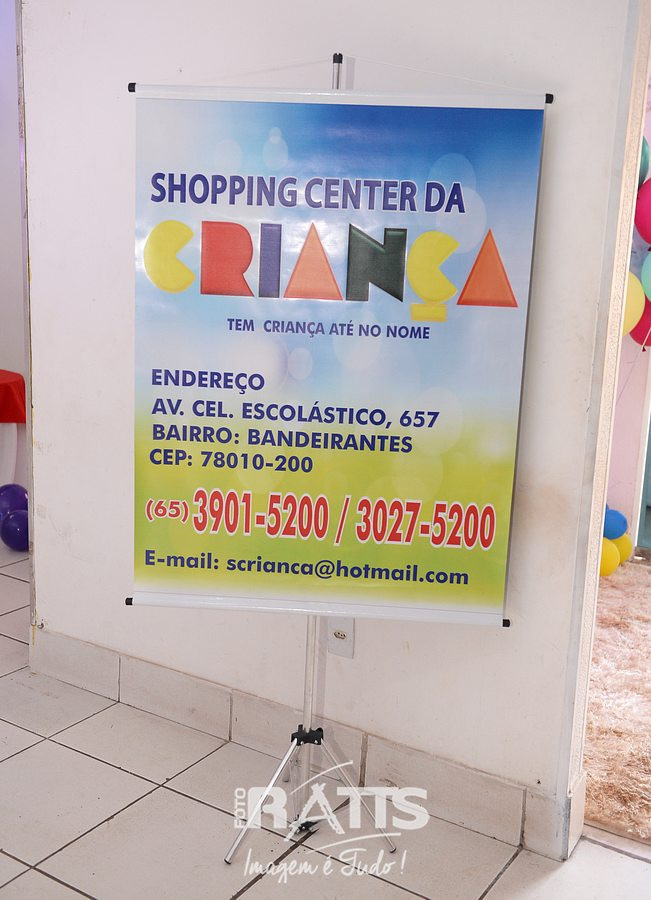 SHOPPING CENTER DA
CRIANÇA
TEM CRIANÇA ATÉ NO NOME
ENDEREÇO
AV. CEL. ESCOLÁSTICO, 657
BAIRRO: BANDEIRANTES
CEP: 78010-200
(65) 3901-5200 / 3027-5200
E-mail: scrianca@hotmail.com
FOTO RATTS
Imagem é Tudo!